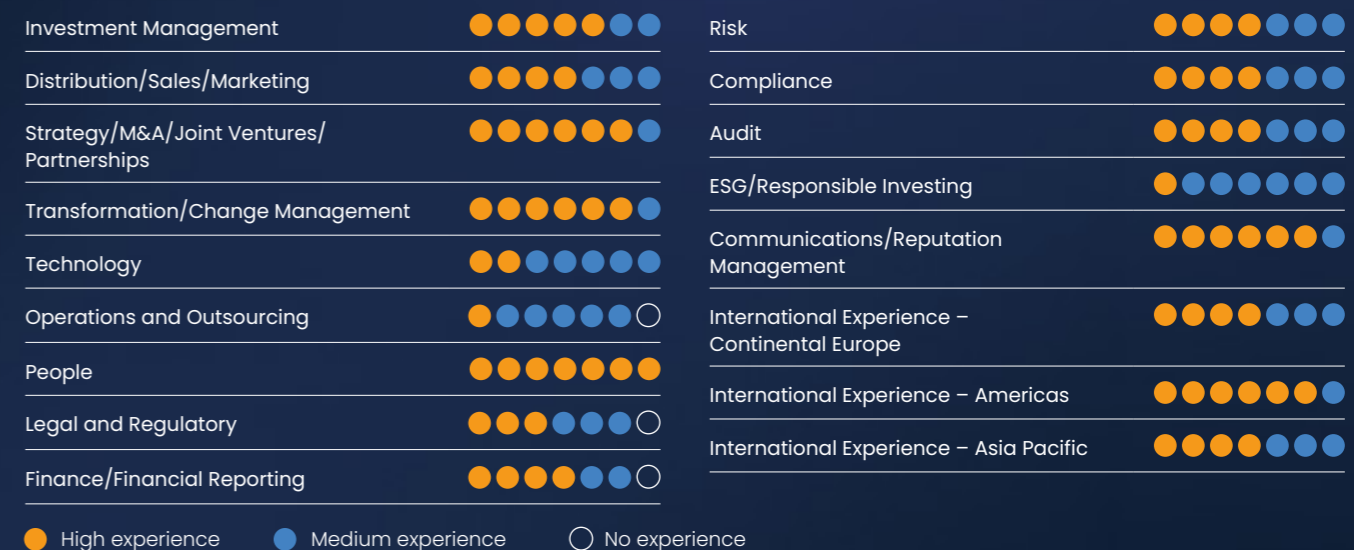 Investment Management
Distribution/Sales/Marketing
Strategy/M&A/Joint Ventures/
Partnerships
Transformation/Change Management
Technology
Operations and Outsourcing
People
Legal and Regulatory
Finance/Financial Reporting
Risk
Compliance
Audit
ESG/Responsible Investing
Communications/Reputation
Management
International Experience –
Continental Europe
International Experience – Americas
International Experience – Asia Pacific
High experience
Medium experience
No experience